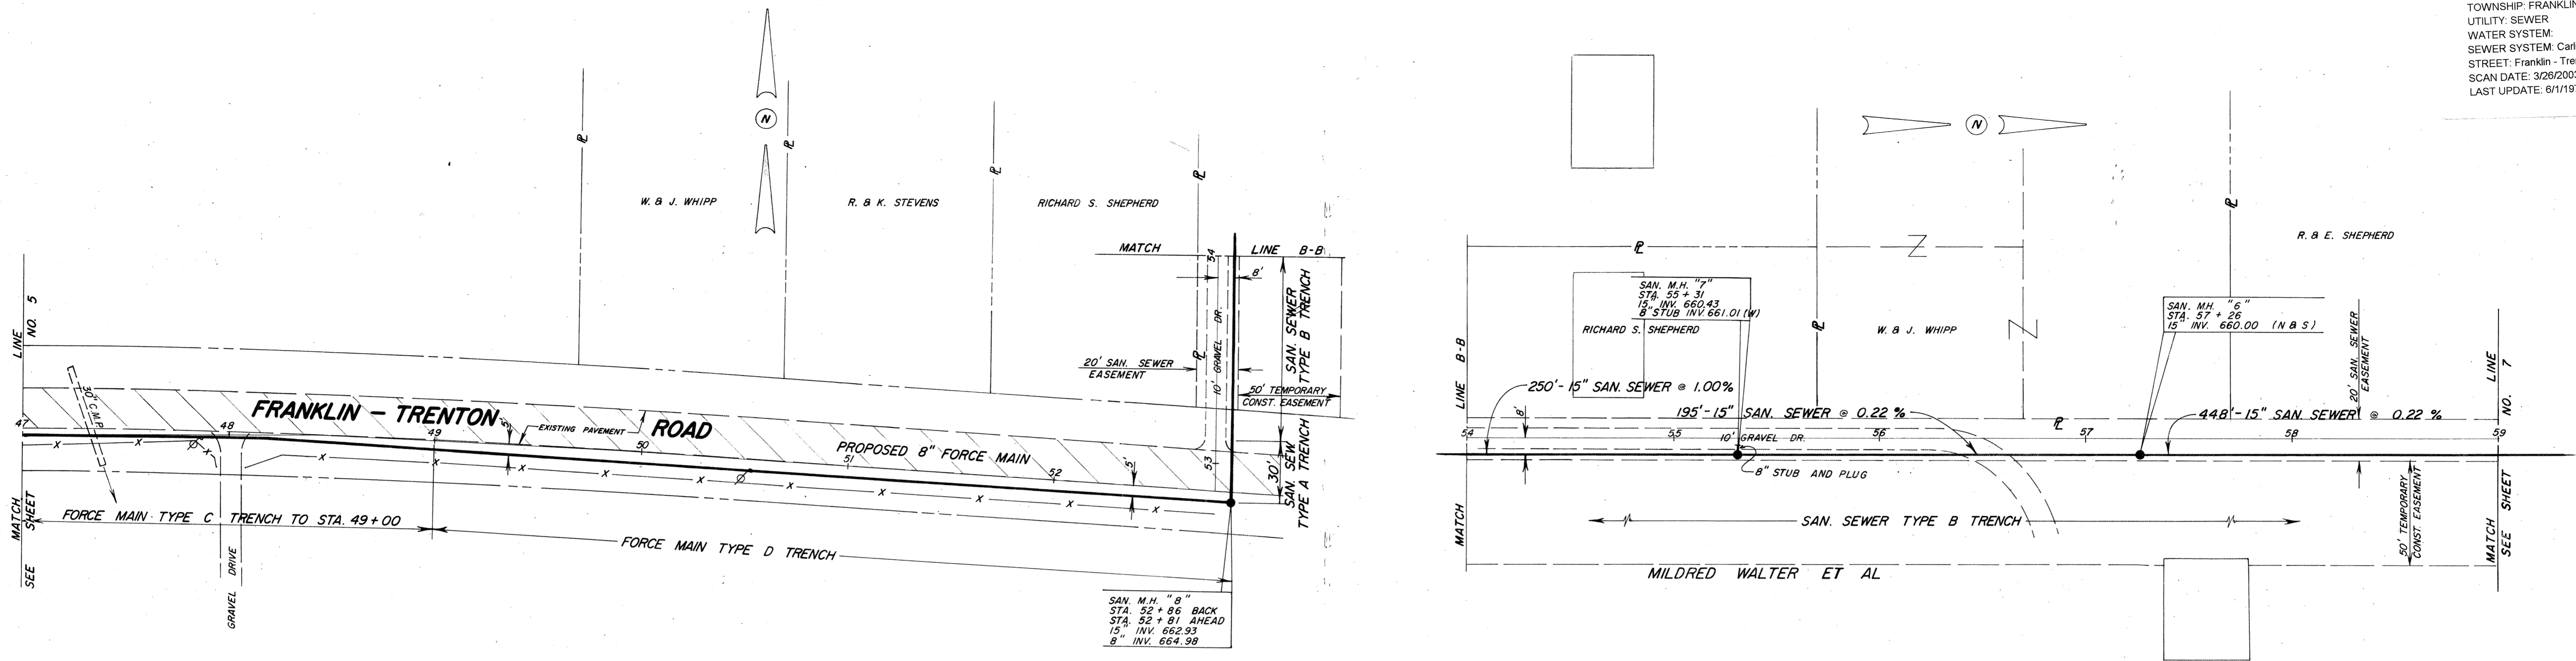 TOWNSHIP: FRANKLIN
UTILITY: SEWER
WATER SYSTEM:
SEWER SYSTEM: Carl
STREET: Franklin - Tre
SCAN DATE: 3/26/2003
LAST UPDATE: 6/1/197
N
W. & J. WHIPP
R. & K. STEVENS
RICHARD S. SHEPHERD
MATCH LINE B-B
54
8'
10' GRAVEL DR.
SAN. SEWER
TYPE B TRENCH
20' SAN. SEWER
EASEMENT
50' TEMPORARY
CONST. EASEMENT
LINE
NO. 5
30" C.M.P.
FRANKLIN - TRENTON ROAD
EXISTING PAVEMENT
PROPOSED 8" FORCE MAIN
47
48
49
50
51
52
53
5'
5'
30'
SAN. SEW.
TYPE A TRENCH
MATCH
SEE SHEET
FORCE MAIN TYPE C TRENCH TO STA. 49+00
FORCE MAIN TYPE D TRENCH
GRAVEL DRIVE
SAN. M.H. "8"
STA. 52 + 86 BACK
STA. 52 + 81 AHEAD
15" INV. 662.93
8" INV. 664.98
N
R. & E. SHEPHERD
SAN. M.H. "7"
STA. 55 + 31
15" INV. 660.43
8" STUB INV. 661.01 (W)
RICHARD S. SHEPHERD
W. & J. WHIPP
SAN. M.H. "6"
STA. 57 + 26
15" INV. 660.00 (N & S)
20' SAN. SEWER
EASEMENT
LINE B-B
LINE
NO. 7
250'-15" SAN. SEWER @ 1.00%
195'-15" SAN. SEWER @ 0.22 %
448'-15" SAN. SEWER @ 0.22 %
8'
54
55
56
57
58
59
10' GRAVEL DR.
8" STUB AND PLUG
MATCH
SAN. SEWER TYPE B TRENCH
50' TEMPORARY
CONST. EASEMENT
MATCH
SEE SHEET
MILDRED WALTER ET AL